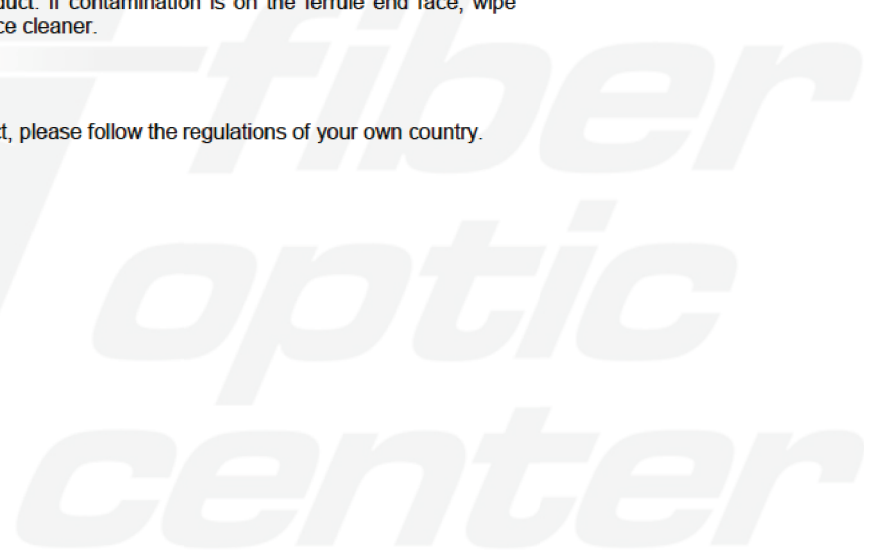 duct. If contamination is on the ferrule end face, wipe
ce cleaner.
t, please follow the regulations of your own country.
fiber
optic
center